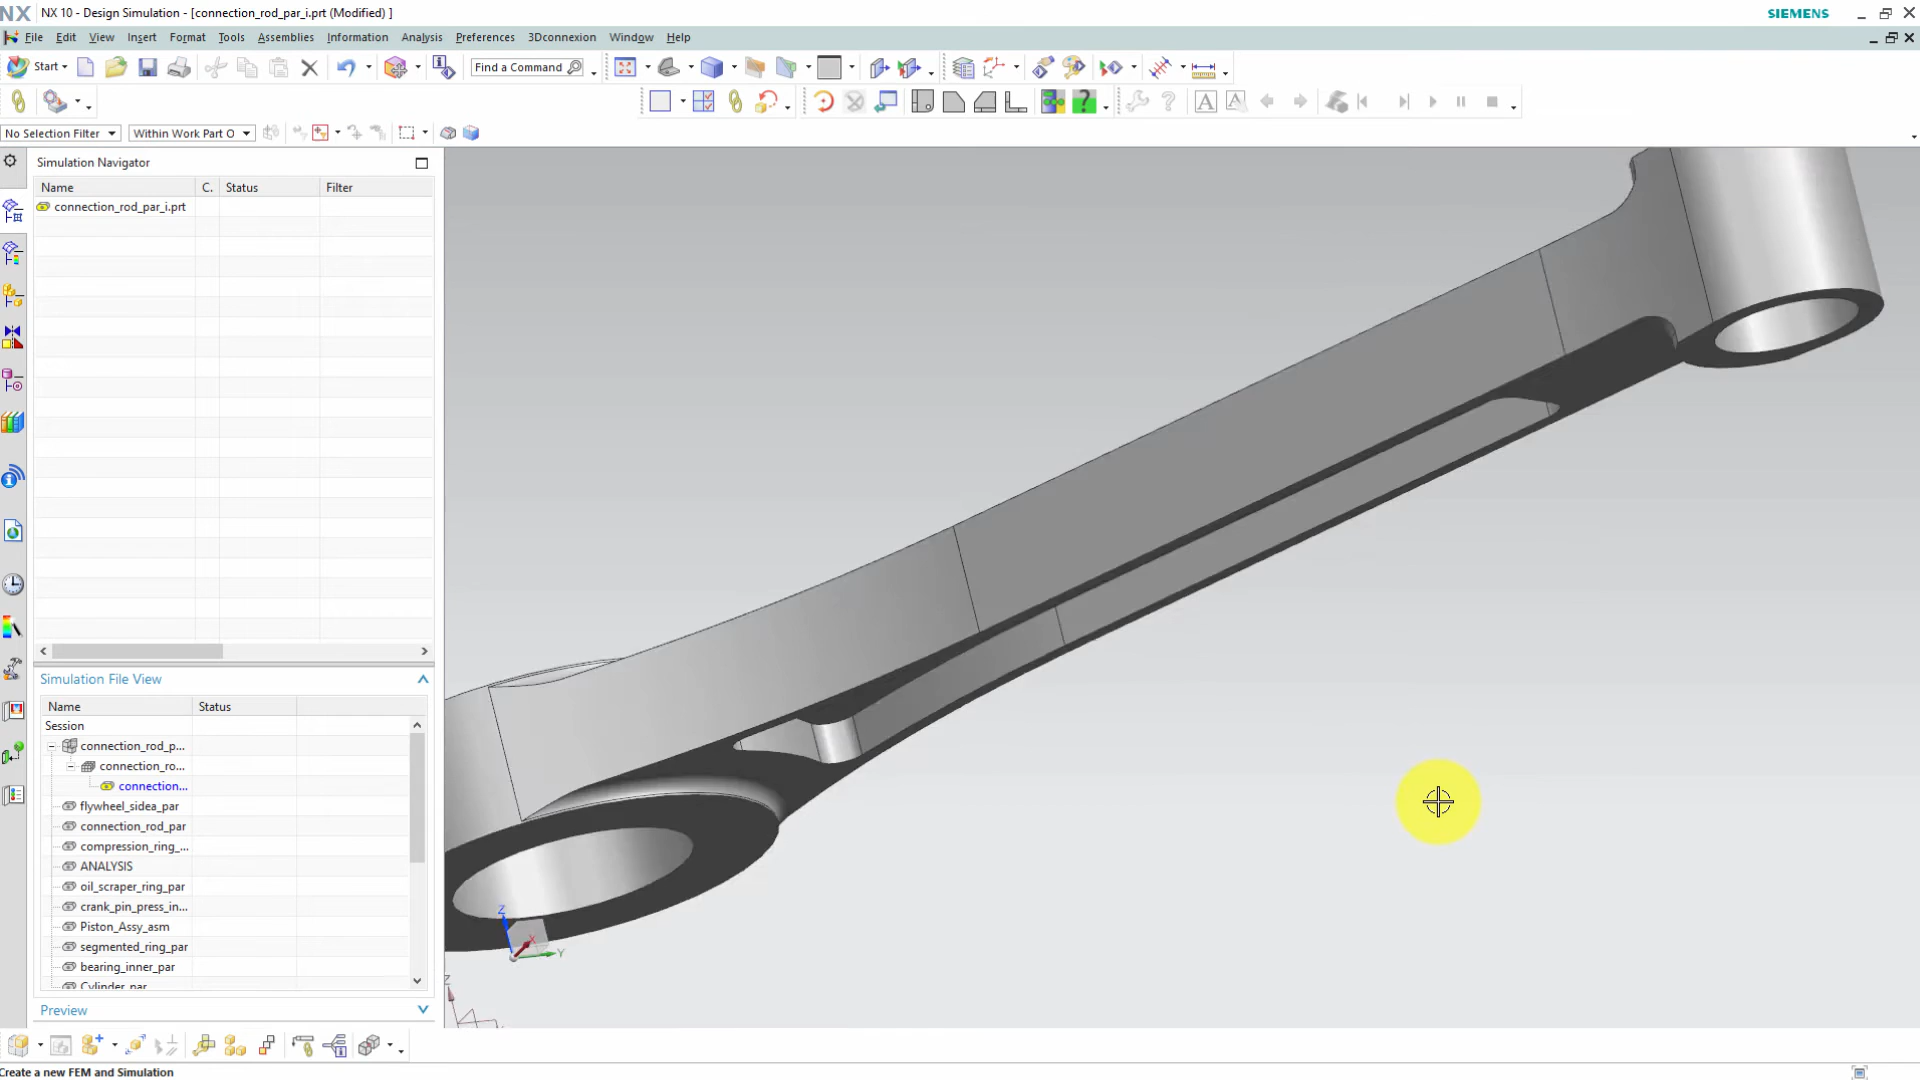 NX NX 10 - Design Simulation - [connection_rod_par_i.prt (Modified) ]
SIEMENS
File Edit View Insert Format Tools Assemblies Information Analysis Preferences 3Dconnexion Window Help
Start
Find a Command
No Selection Filter
Within Work Part O
Simulation Navigator
Name C. Status Filter
connection_rod_par_i.prt
Simulation File View
Name Status
Session
connection_rod_p...
connection_ro...
connection...
flywheel_sidea_par
connection_rod_par
compression_ring_...
ANALYSIS
oil_scraper_ring_par
crank_pin_press_in...
Piston_Assy_asm
segmented_ring_par
bearing_inner_par
Cylinder_par
Preview
Z
X
Y
Z
Create a new FEM and Simulation